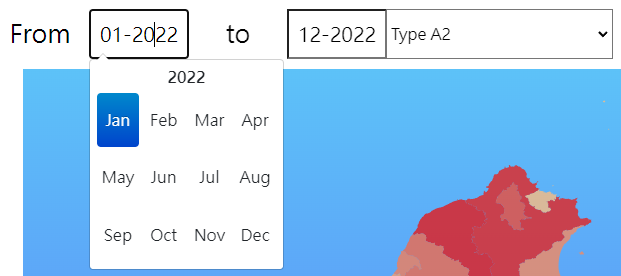 From 01-2022 to 12-2022 Type A2
2022
Jan Feb Mar Apr
May Jun Jul Aug
Sep Oct Nov Dec